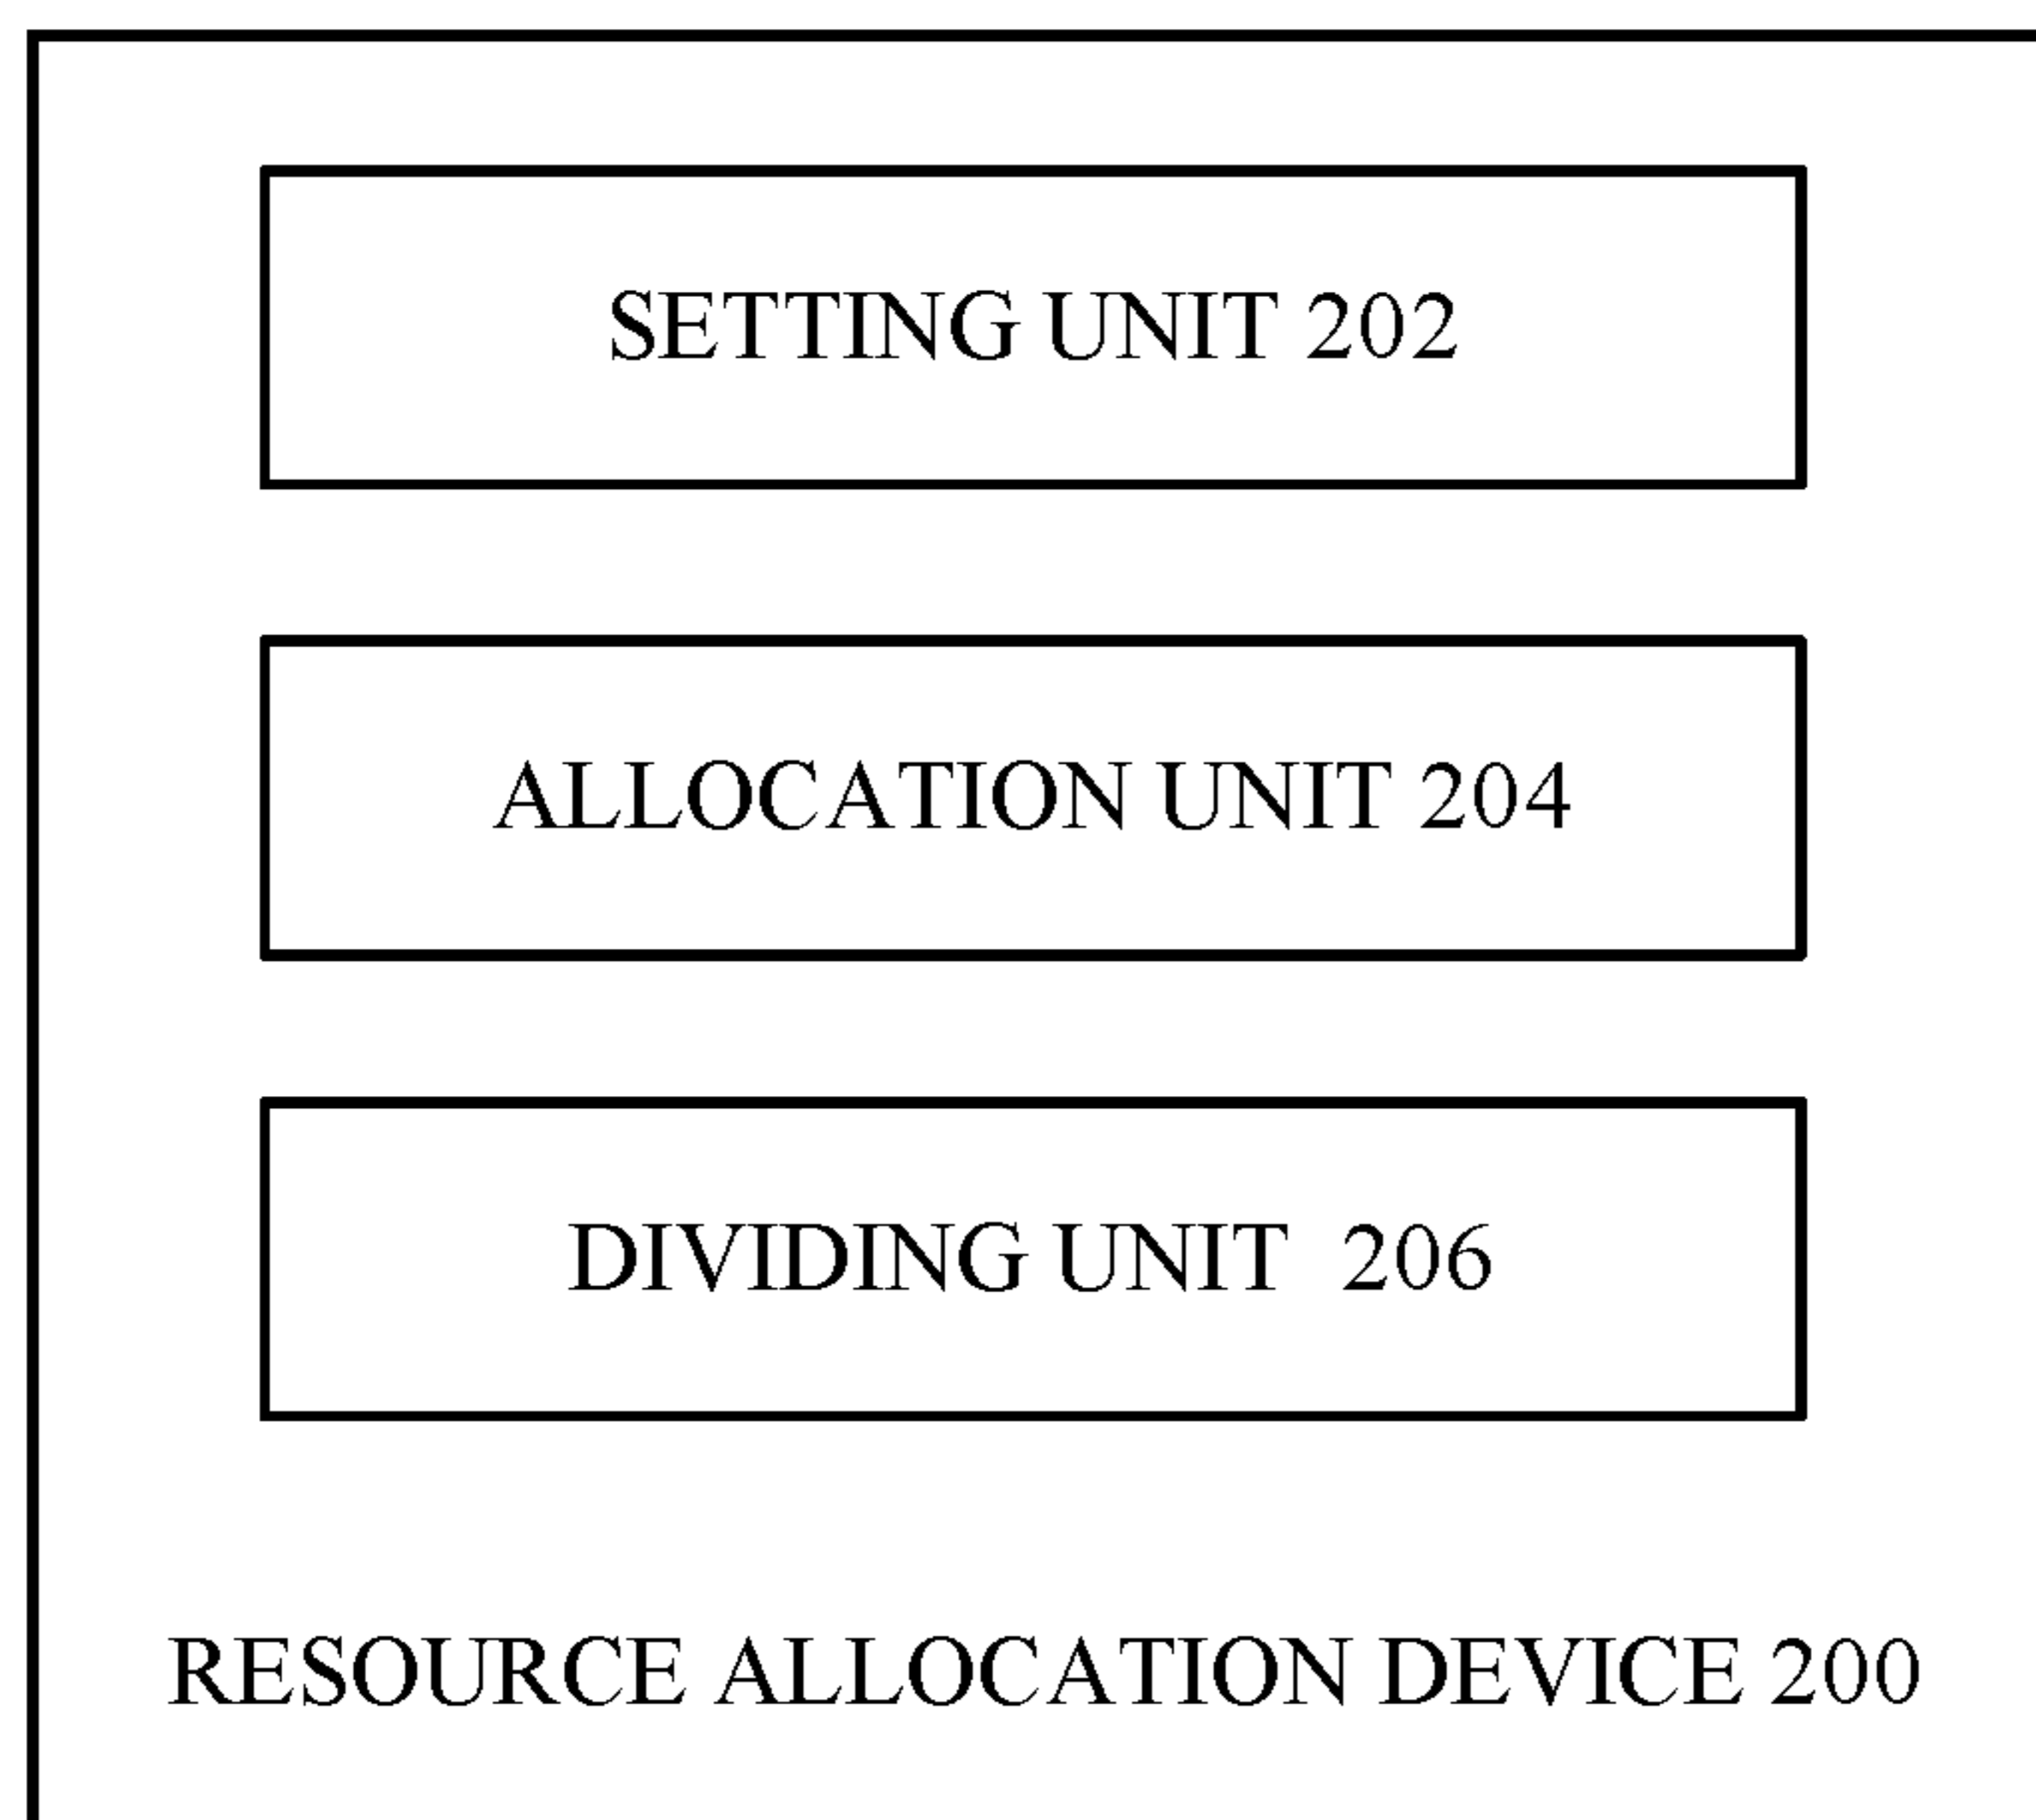 SETTING UNIT 202
ALLOCATION UNIT 204
DIVIDING UNIT 206
RESOURCE ALLOCATION DEVICE 200